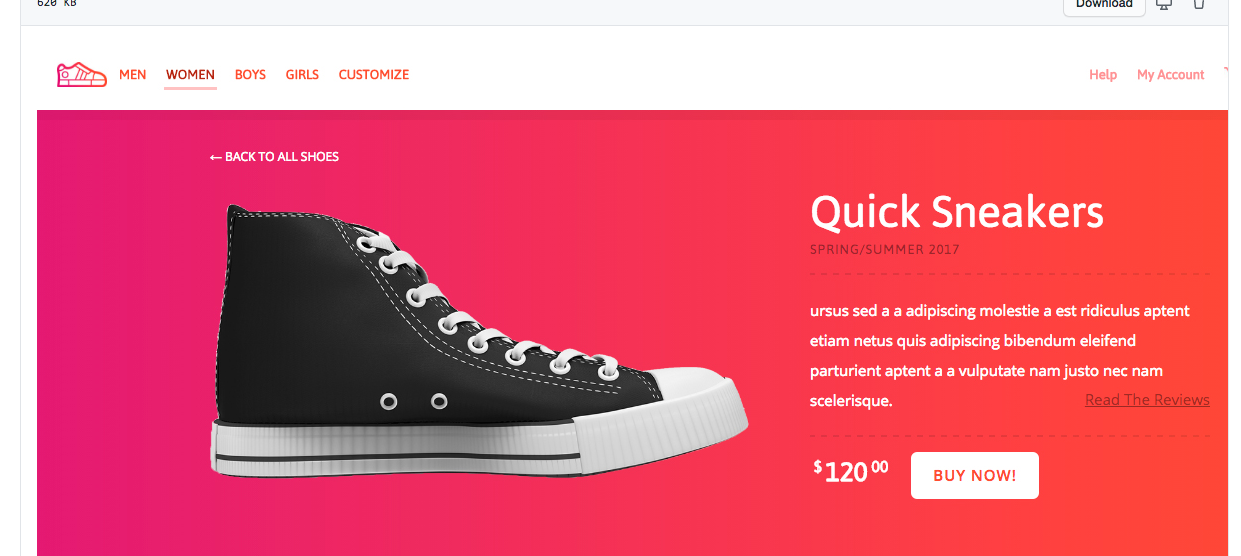 620 KB
Download
MEN WOMEN BOYS GIRLS CUSTOMIZE Help My Account
← BACK TO ALL SHOES
Quick Sneakers
SPRING/SUMMER 2017
ursus sed a a adipiscing molestie a est ridiculus aptent
etiam netus quis adipiscing bibendum eleifend
parturient aptent a a vulputate nam justo nec nam
scelerisque. Read The Reviews
$120 00 BUY NOW!